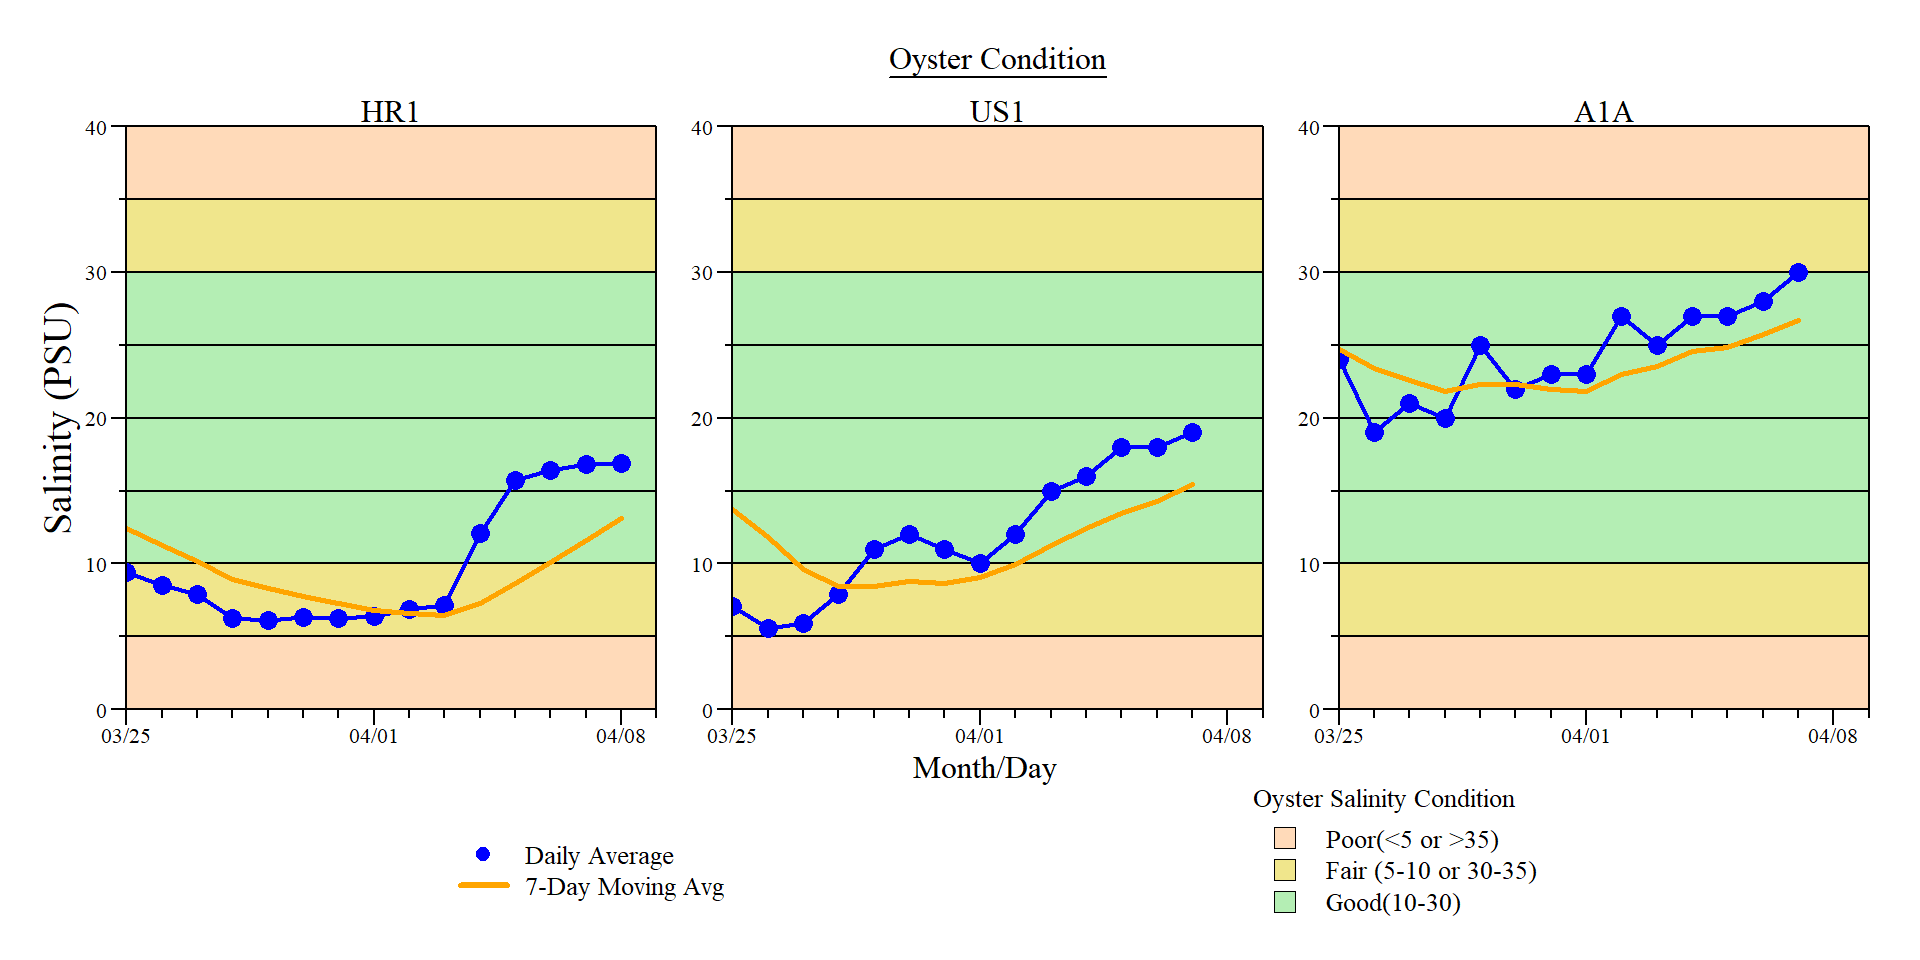 Oyster Condition
HR1
US1
A1A
40
30
20
10
0
40
30
20
10
0
40
30
20
10
0
Salinity (PSU)
03/25
04/01
04/08
03/25
04/01
04/08
03/25
04/01
04/08
Month/Day
Daily Average
7-Day Moving Avg
Oyster Salinity Condition
Poor(<5 or >35)
Fair (5-10 or 30-35)
Good(10-30)